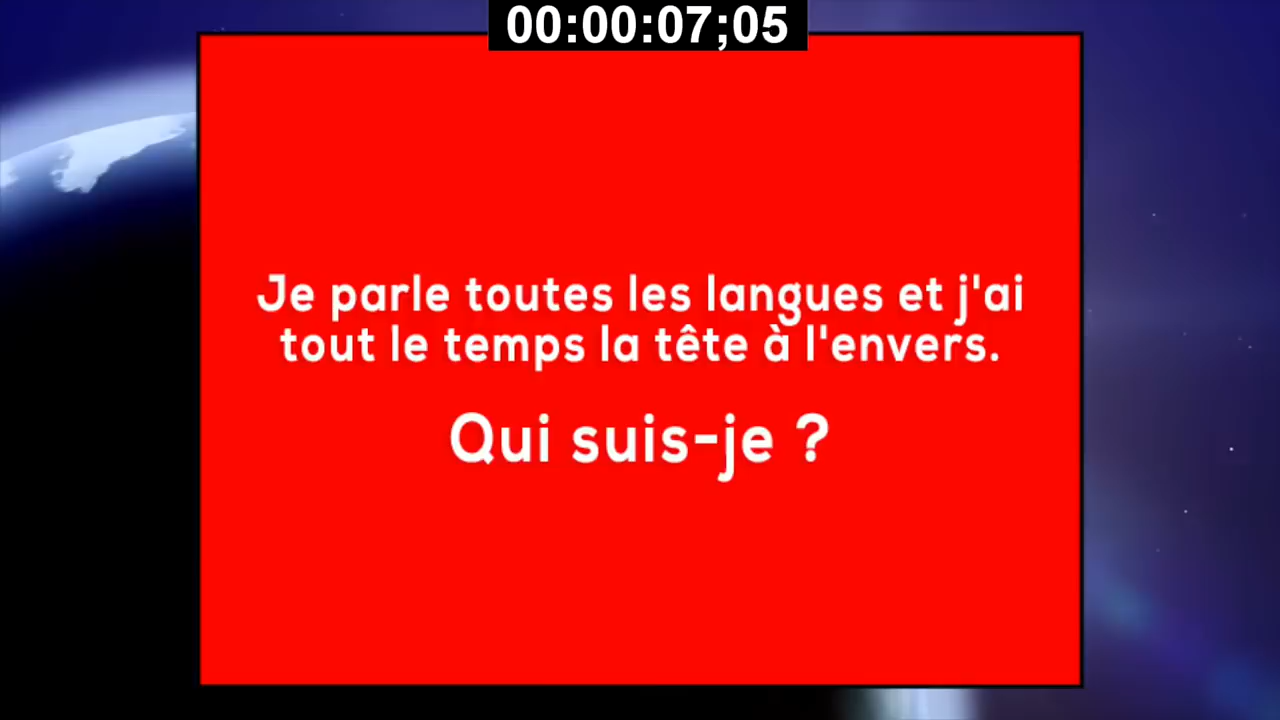 00:00:07;05
Je parle toutes les langues et j'ai
tout le temps la tête à l'envers.
Qui suis-je ?